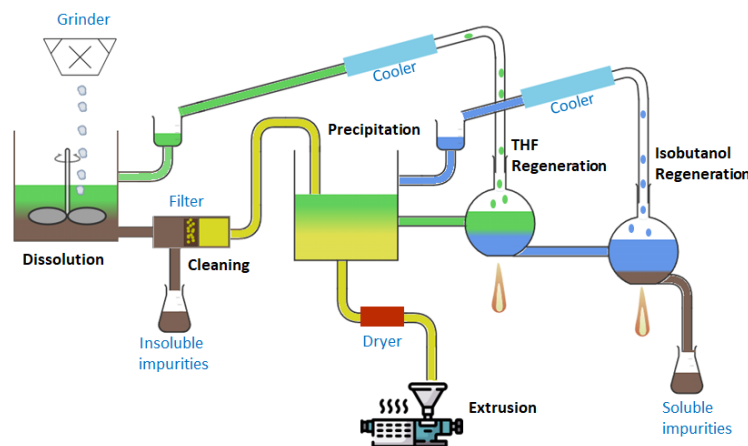 Grinder
Cooler
Cooler
Precipitation
THF
Regeneration
Isobutanol
Regeneration
Filter
Dissolution
Cleaning
Insoluble
impurities
Dryer
Extrusion
Soluble
impurities